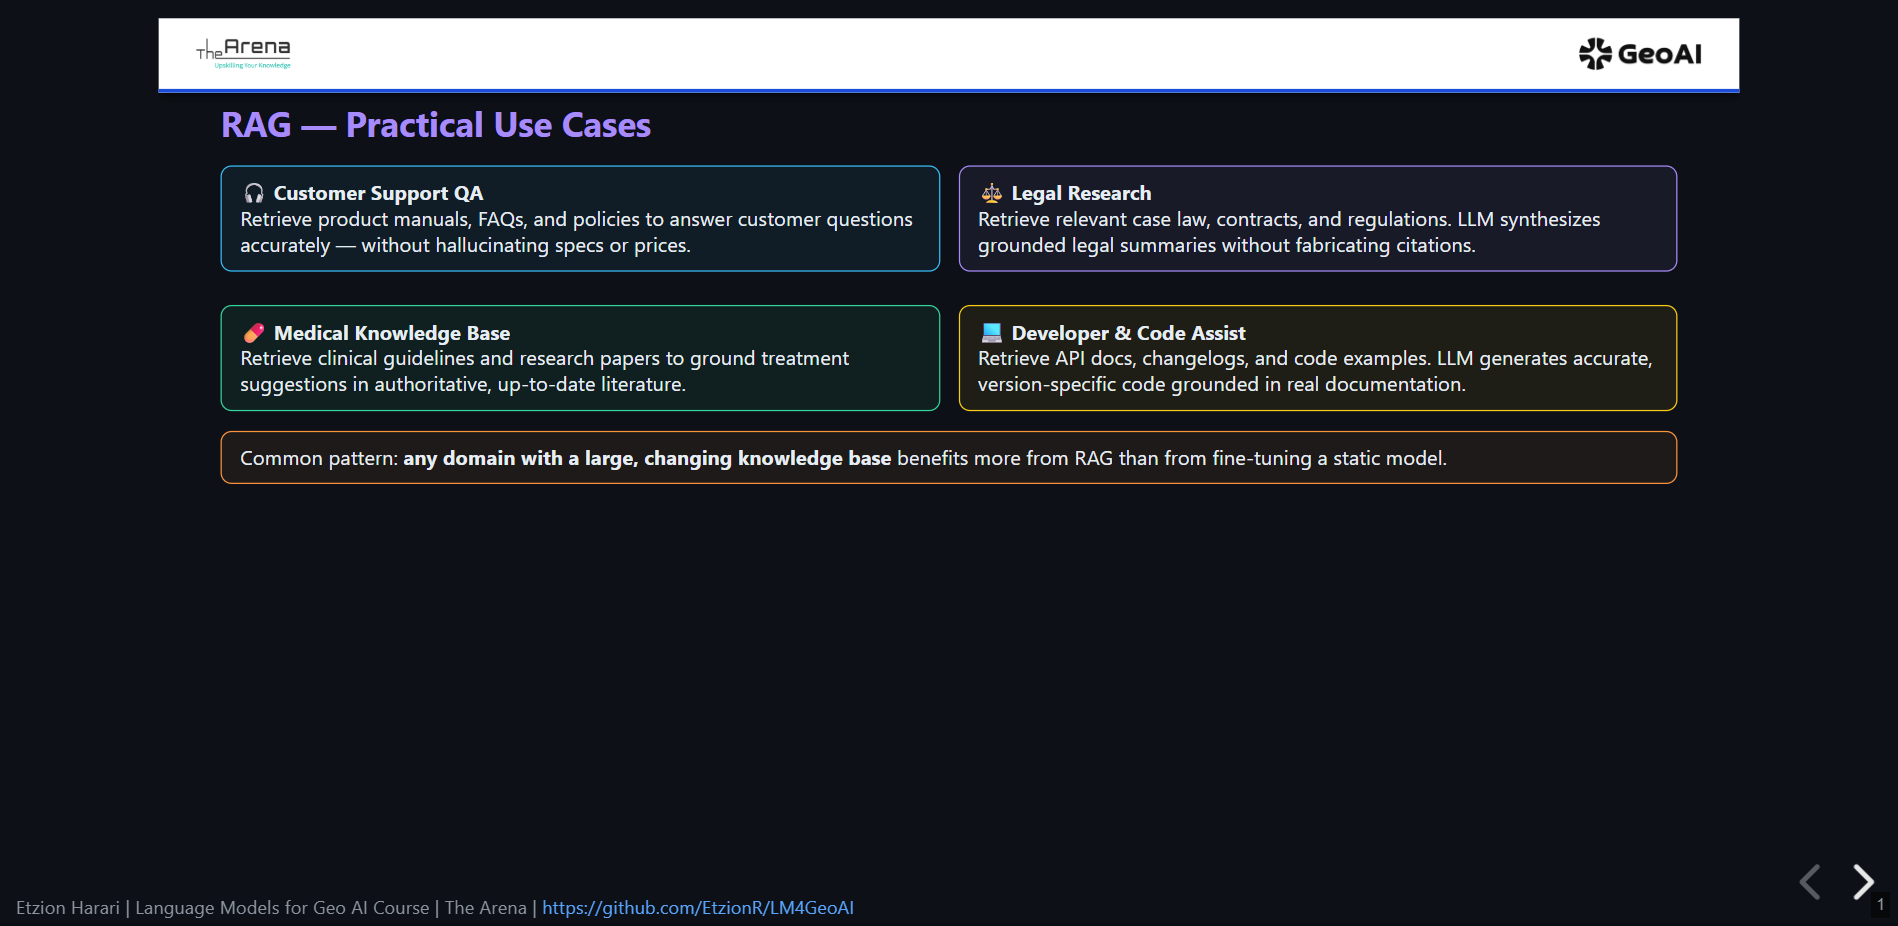 The Arena
Upskilling Your Knowledge
GeoAI
RAG — Practical Use Cases
🎧 Customer Support QA
Retrieve product manuals, FAQs, and policies to answer customer questions
accurately — without hallucinating specs or prices.
⚖️ Legal Research
Retrieve relevant case law, contracts, and regulations. LLM synthesizes
grounded legal summaries without fabricating citations.
💊 Medical Knowledge Base
Retrieve clinical guidelines and research papers to ground treatment
suggestions in authoritative, up-to-date literature.
💻 Developer & Code Assist
Retrieve API docs, changelogs, and code examples. LLM generates accurate,
version-specific code grounded in real documentation.
Common pattern: any domain with a large, changing knowledge base benefits more from RAG than from fine-tuning a static model.
Etzion Harari | Language Models for Geo AI Course | The Arena | https://github.com/EtzionR/LM4GeoAI
1